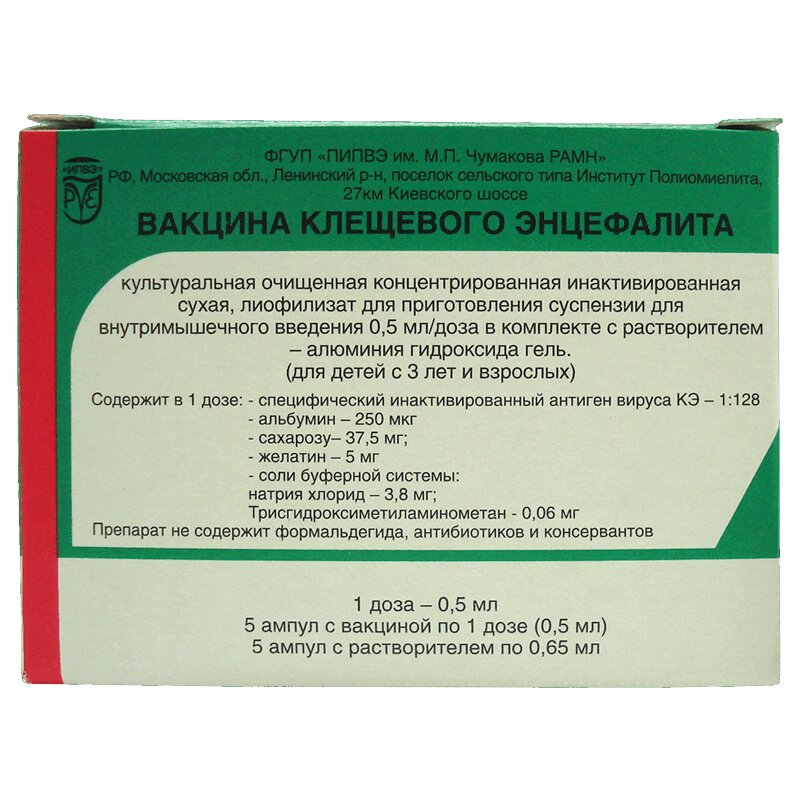 ФГУП "ПИПВЭ им. М.П. Чумакова РАМН"
"ИПВЭ"
РФ, Московская обл., Ленинский р-н, поселок сельского типа Институт Полиомиелита,
27км Киевского шоссе
ВАКЦИНА КЛЕЩЕВОГО ЭНЦЕФАЛИТА
культуральная очищенная концентрированная инактивированная
сухая, лиофилизат для приготовления суспензии для
внутримышечного введения 0,5 мл/доза в комплекте с растворителем
– алюминия гидроксида гель.
(для детей с 3 лет и взрослых)
Содержит в 1 дозе: - специфический инактивированный антиген вируса КЭ – 1:128
- альбумин – 250 мкг
- сахарозу– 37,5 мг;
- желатин – 5 мг
- соли буферной системы:
натрия хлорид – 3,8 мг;
Трисгидроксиметиламинометан - 0,06 мг
Препарат не содержит формальдегида, антибиотиков и консервантов
1 доза – 0,5 мл
5 ампул с вакциной по 1 дозе (0,5 мл)
5 ампул с растворителем по 0,65 мл